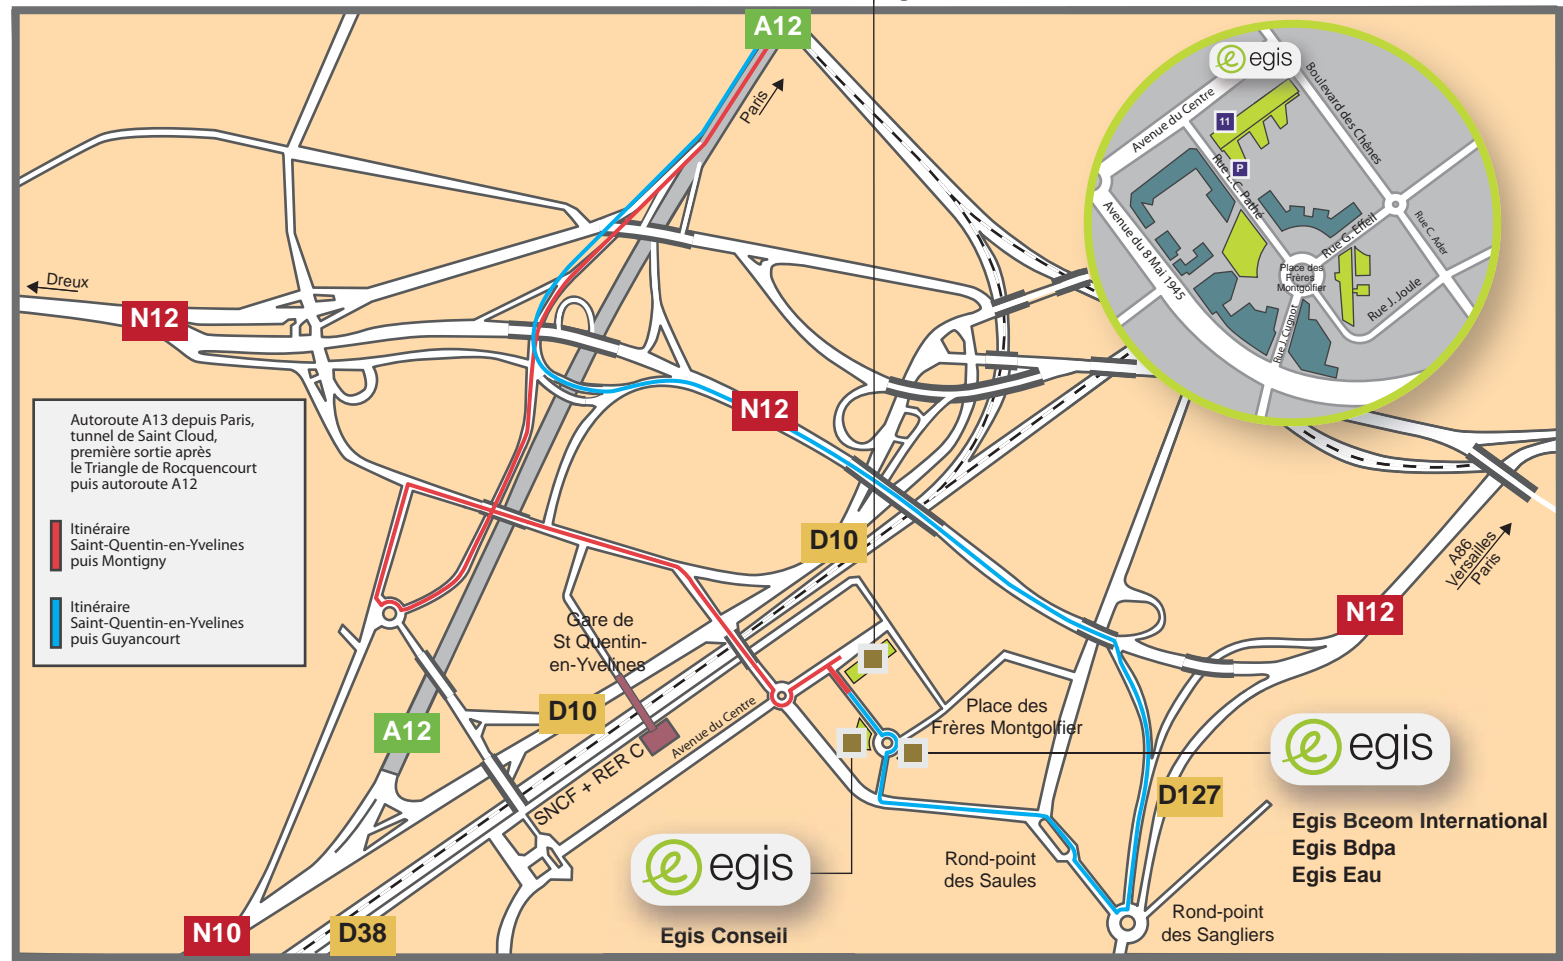 A12
Paris
egis
Boulevard des Chênes
Avenue du Centre
11
P
Rue E.C. Pathé
Rue G. Effeil
Rue C. Ader
Avenue du 8 Mai 1945
Place des
Frères
Montgolfier
Rue J. Joule
Rue J. Cugnot
Dreux
N12
N12
Autoroute A13 depuis Paris,
tunnel de Saint Cloud,
première sortie après
le Triangle de Rocquencourt
puis autoroute A12
Itinéraire
Saint-Quentin-en-Yvelines
puis Montigny
Itinéraire
Saint-Quentin-en-Yvelines
puis Guyancourt
D10
A86
Versailles
Paris
N12
Gare de
St Quentin-
en-Yvelines
D10
A12
Avenue du Centre
SNCF + RER C
Place des
Frères Montgolfier
egis
D127
Egis Bceom International
Egis Bdpa
Egis Eau
Rond-point
des Saules
egis
Egis Conseil
Rond-point
des Sangliers
N10
D38